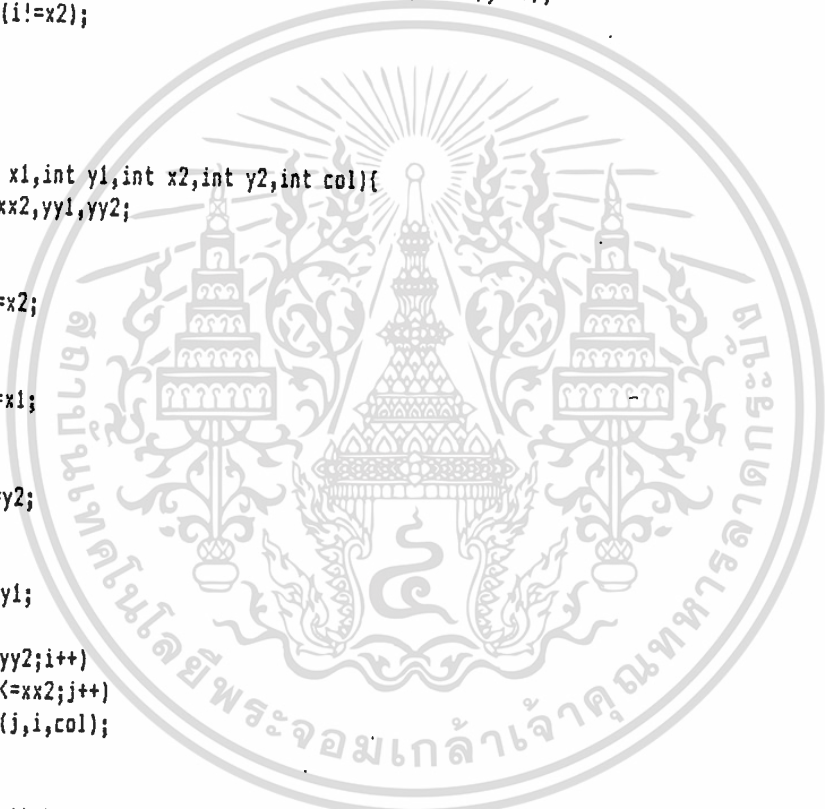 (i!=x2);
x1,int y1,int x2,int y2,int col){
xx2,yy1,yy2;
=x2;
=x1;
=y2;
y1;
yy2;i++)
<=xx2;j++)
(j,i,col);
สถาบันเทคโนโลยีพระจอมเกล้าเจ้าคุณทหารลาดกระบัง